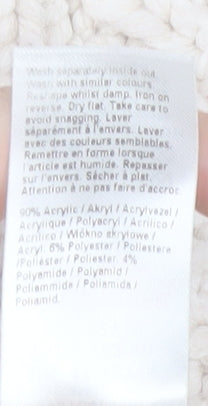 Wash separately inside out.
Wash with similar colours.
Reshape whilst damp. Iron on
reverse. Dry flat. Take care to
avoid snagging. Laver
séparément à l'envers. Laver
avec des couleurs semblables.
Remettre en forme lorsque
l'article est humide. Repasser
sur l'envers. Sécher à plat.
Attention à ne pas faire d'accroc
90% Acrylic / Akryl / Acrylvezel /
Acrylique / Polyacryl / Acrilico /
Acrílico / Włókno akrylowe /
Acryl. 6% Polyester / Poliestere
/Poliéster / Poliester. 4%
Polyamide / Polyamid /
Poliammide / Poliamida /
Poliamid.